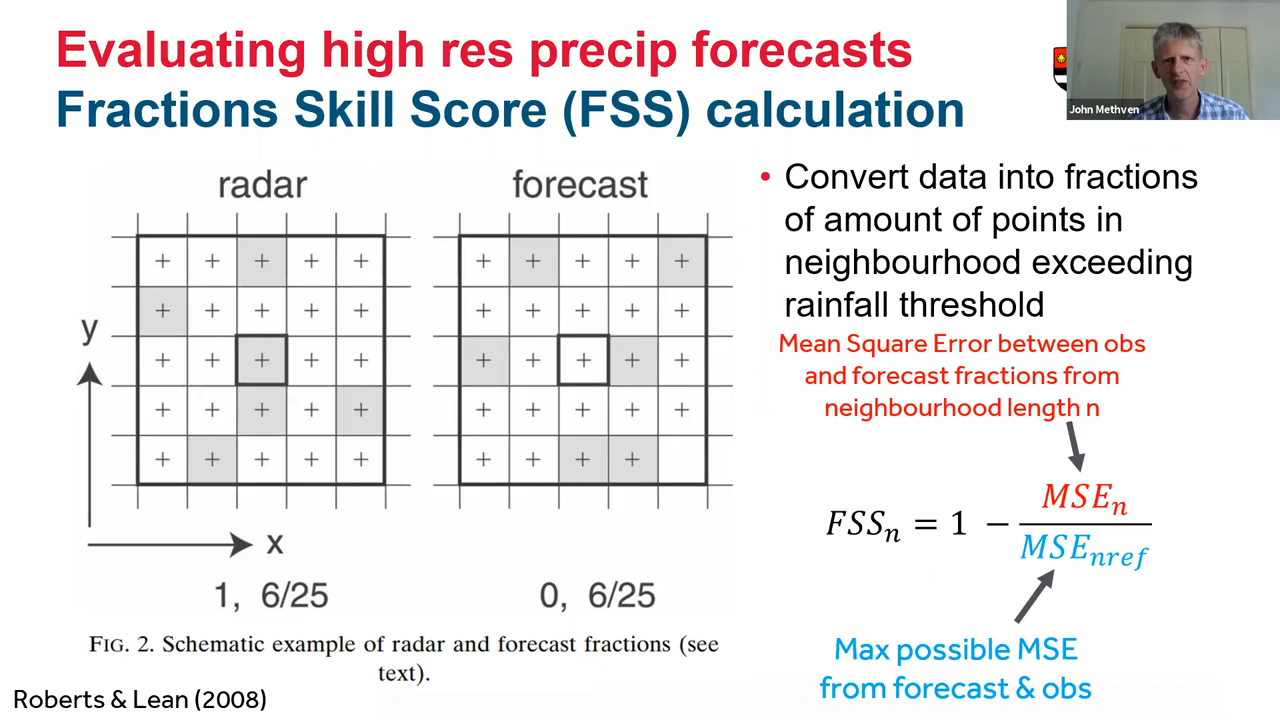 Evaluating high res precip forecasts
Fractions Skill Score (FSS) calculation
John Methven
radar
forecast
y
x
1, 6/25
0, 6/25
FIG. 2. Schematic example of radar and forecast fractions (see
text).
Roberts & Lean (2008)
• Convert data into fractions
of amount of points in
neighbourhood exceeding
rainfall threshold
Mean Square Error between obs
and forecast fractions from
neighbourhood length n
FSSₙ = 1 − MSEₙ / MSEₙᵣₑf
Max possible MSE
from forecast & obs